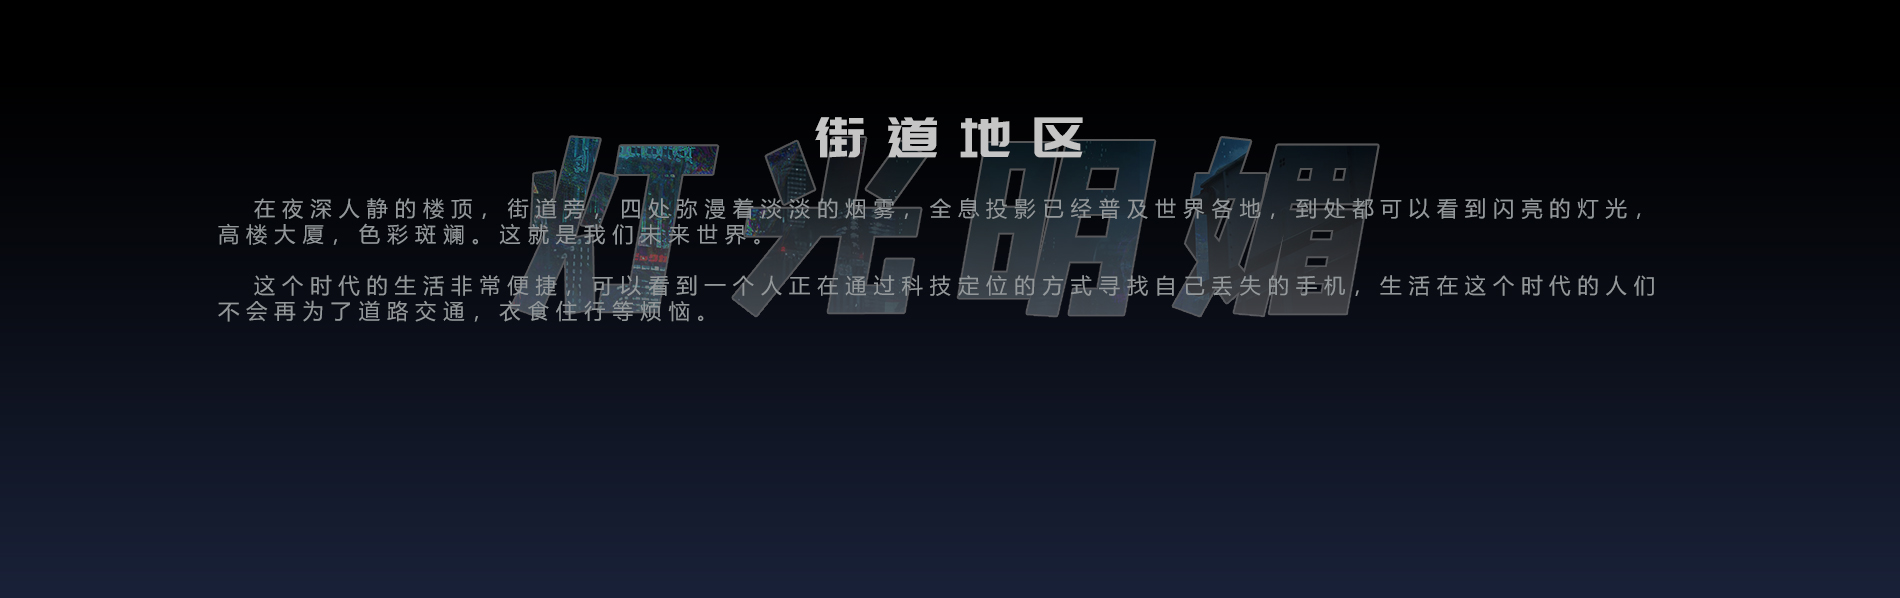 街道地区
灯光明媚
在夜深人静的楼顶，街道旁，四处弥漫着淡淡的烟雾，全息投影已经普及世界各地，到处都可以看到闪亮的灯光，
高楼大厦，色彩斑斓。这就是我们未来世界。
这个时代的生活非常便捷，可以看到一个人正在通过科技定位的方式寻找自己丢失的手机，生活在这个时代的人们
不会再为了道路交通，衣食住行等烦恼。